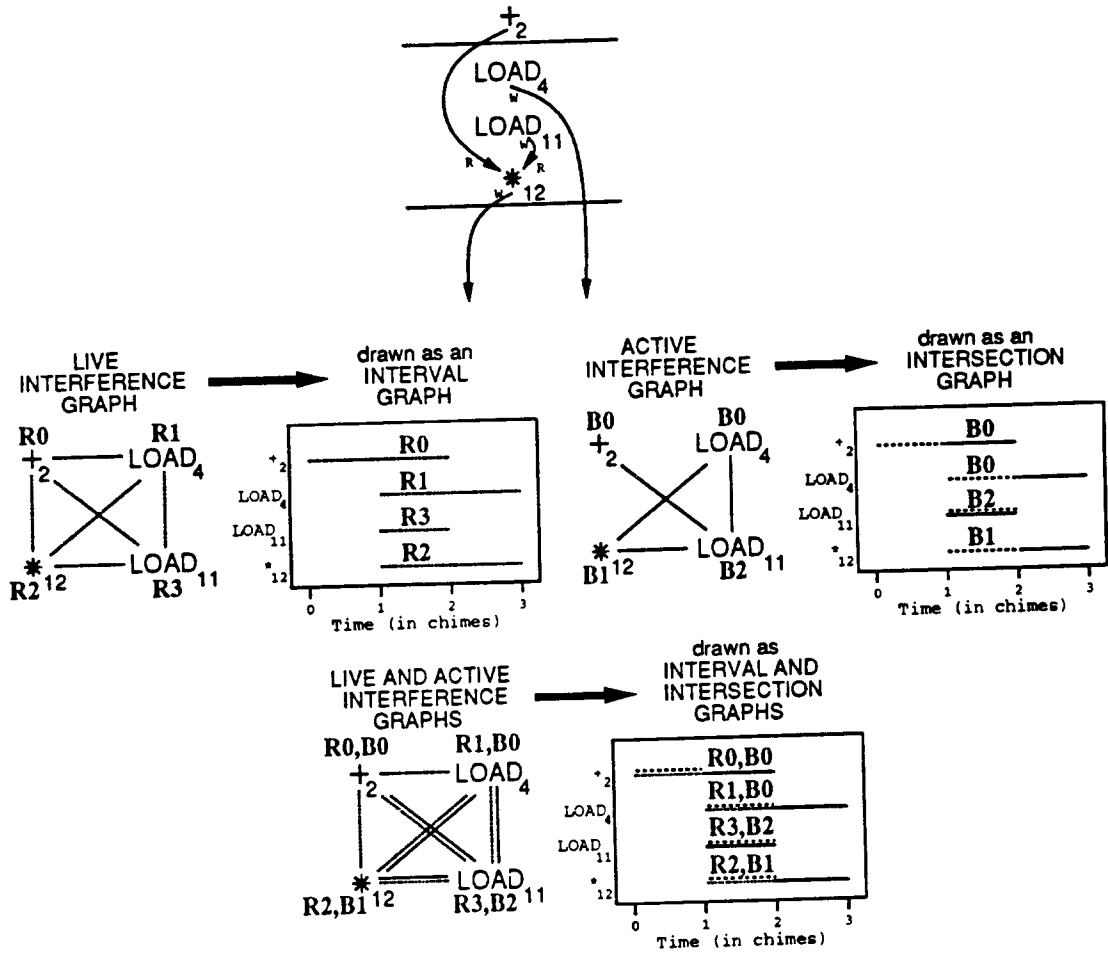 +2
LOAD4
W
LOAD11
W
R
R
*
W
12
LIVE
INTERFERENCE
GRAPH
drawn as an
INTERVAL
GRAPH
R0
R1
+2
LOAD4
*12
LOAD11
R2
R3
+2
R0
LOAD4
R1
LOAD11
R3
*12
R2
0 1 2 3
Time (in chimes)
ACTIVE
INTERFERENCE
GRAPH
drawn as an
INTERSECTION
GRAPH
B0
B0
+2
LOAD4
*12
LOAD11
B1
B2
+2
B0
LOAD4
B0
LOAD11
B2
*12
B1
0 1 2 3
Time (in chimes)
LIVE AND ACTIVE
INTERFERENCE
GRAPHS
drawn as
INTERVAL AND
INTERSECTION
GRAPHS
R0,B0
R1,B0
+2
LOAD4
*12
LOAD11
R2,B1
R3,B2
+2
R0,B0
LOAD4
R1,B0
LOAD11
R3,B2
*12
R2,B1
0 1 2 3
Time (in chimes)